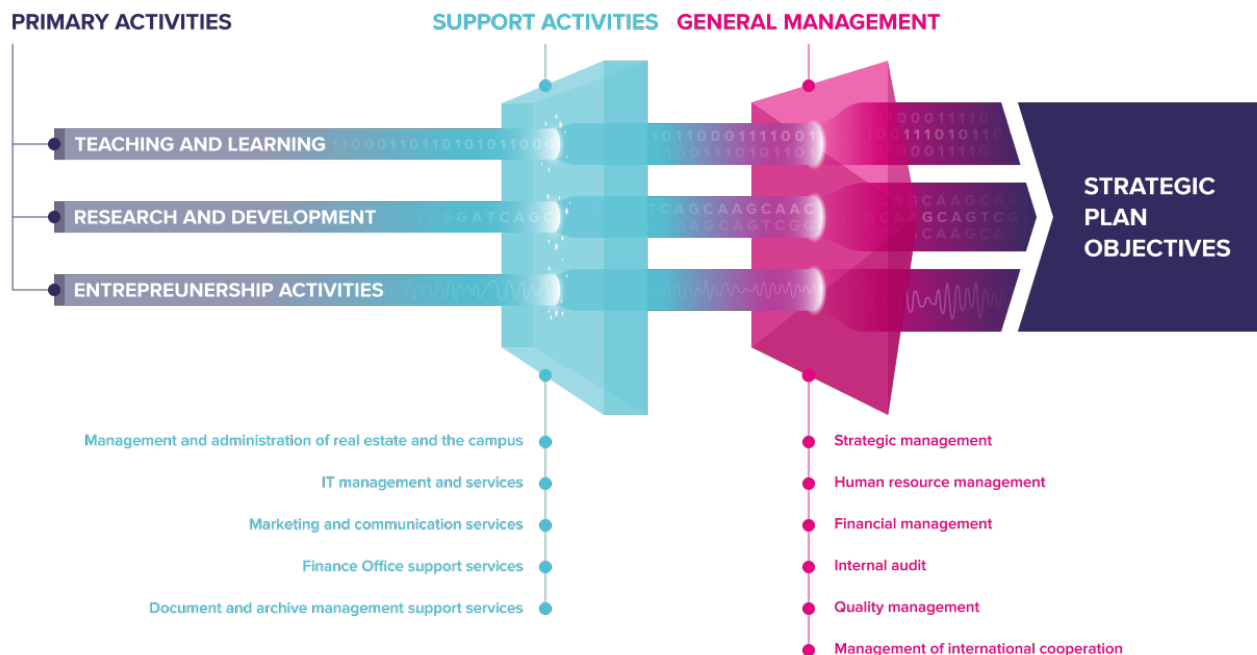 PRIMARY ACTIVITIES
SUPPORT ACTIVITIES
GENERAL MANAGEMENT
TEACHING AND LEARNING
RESEARCH AND DEVELOPMENT
ENTREPREUNERSHIP ACTIVITIES
STRATEGIC
PLAN
OBJECTIVES
Management and administration of real estate and the campus
IT management and services
Marketing and communication services
Finance Office support services
Document and archive management support services
Strategic management
Human resource management
Financial management
Internal audit
Quality management
Management of international cooperation